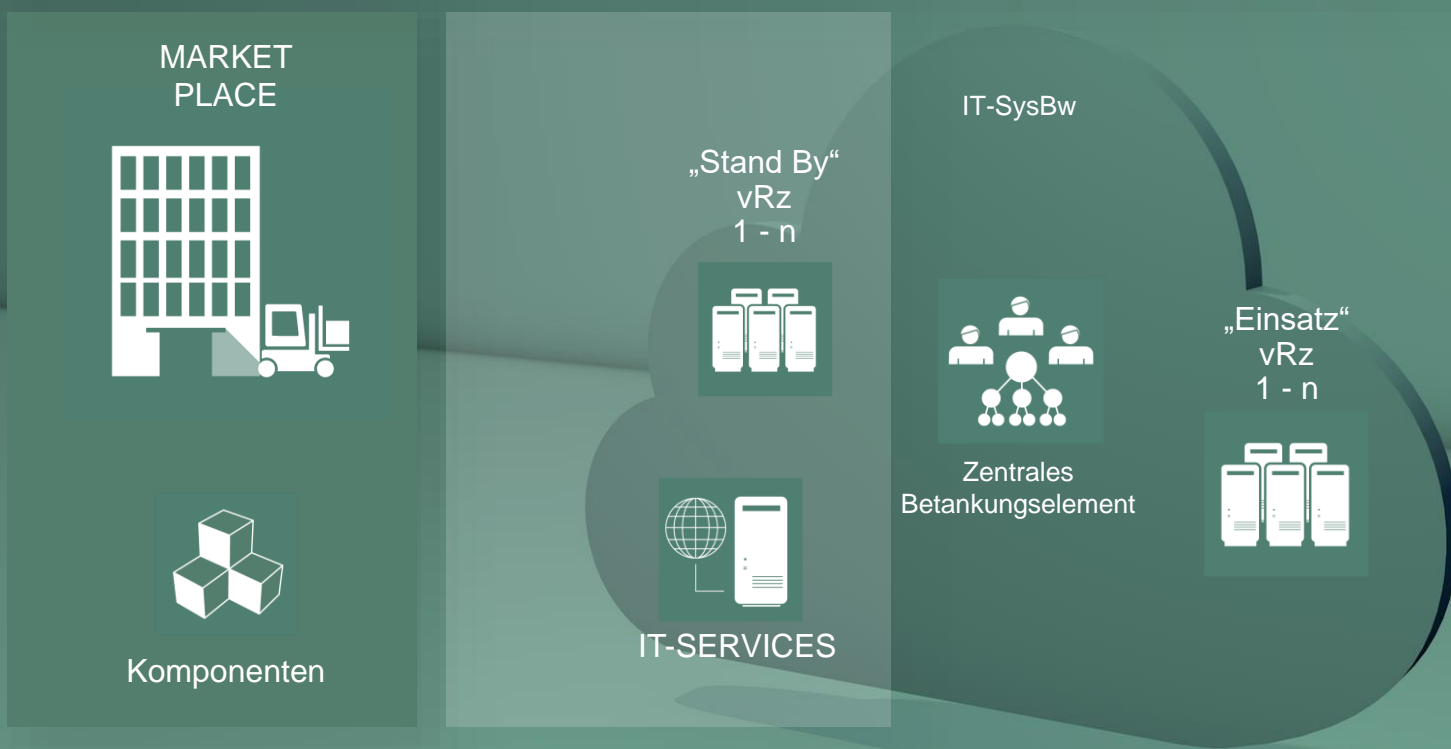 MARKET
PLACE
Komponenten
„Stand By“
vRz
1 - n
IT-SERVICES
IT-SysBw
Zentrales
Betankungselement
„Einsatz“
vRz
1 - n